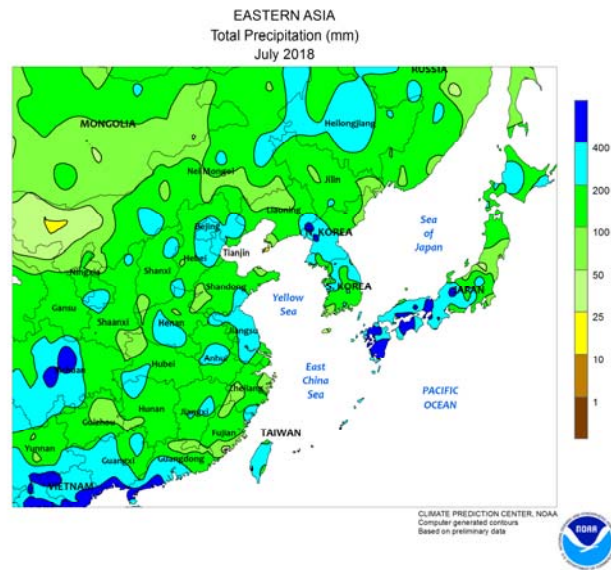 EASTERN ASIA
Total Precipitation (mm)
July 2018
RUSSIA
MONGOLIA
Heilongjiang
Nei Mongol
Jilin
Liaoning
Beijing
N. KOREA
Sea
of
Japan
Hebei
Tianjin
Ningxia
Shanxi
Shandong
S. KOREA
JAPAN
Gansu
Yellow
Sea
Shaanxi
Henan
Jiangsu
Anhui
Hubei
East
China
Sea
Zhejiang
PACIFIC
OCEAN
Hunan
Jiangxi
Guizhou
Fujian
TAIWAN
Yunnan
Guangxi
Guangdong
VIETNAM
400
200
100
50
25
10
1
CLIMATE PREDICTION CENTER, NOAA
Computer generated contours
Based on preliminary data
NOAA